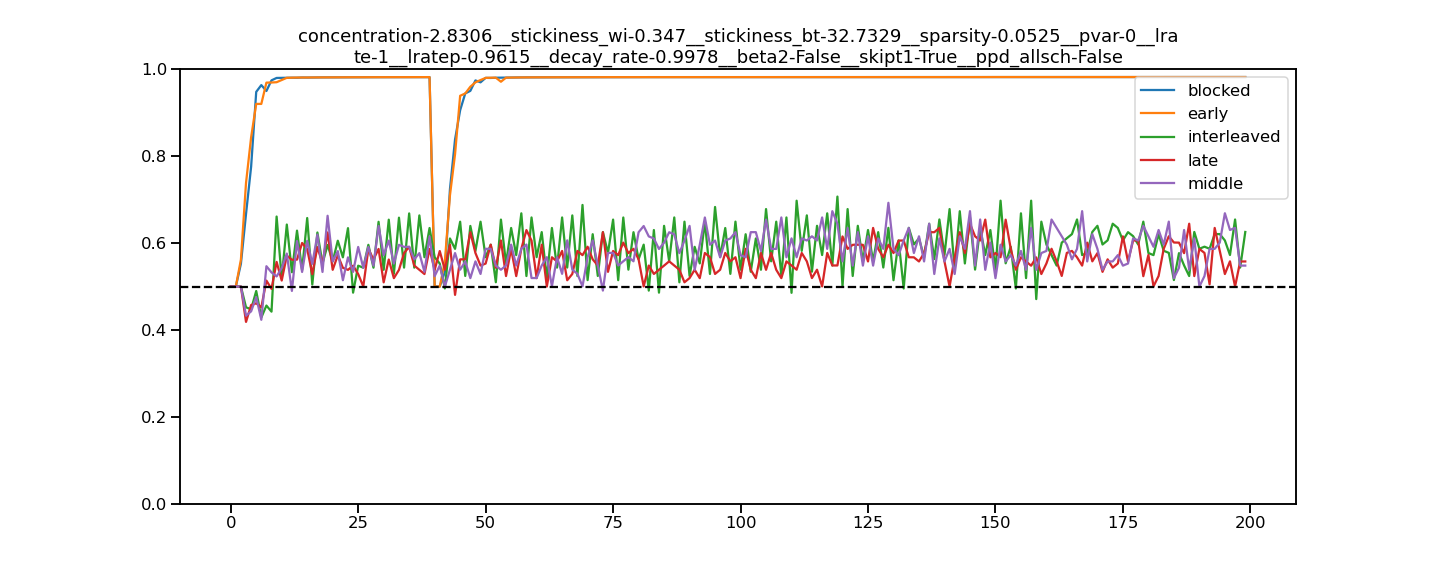 concentration-2.8306__stickiness_wi-0.347__stickiness_bt-32.7329__sparsity-0.0525__pvar-0__lra
te-1__lratep-0.9615__decay_rate-0.9978__beta2-False__skipt1-True__ppd_allsch-False
1.0
0.8
0.6
0.4
0.2
0.0
blocked
early
interleaved
late
middle
0 25 50 75 100 125 150 175 200